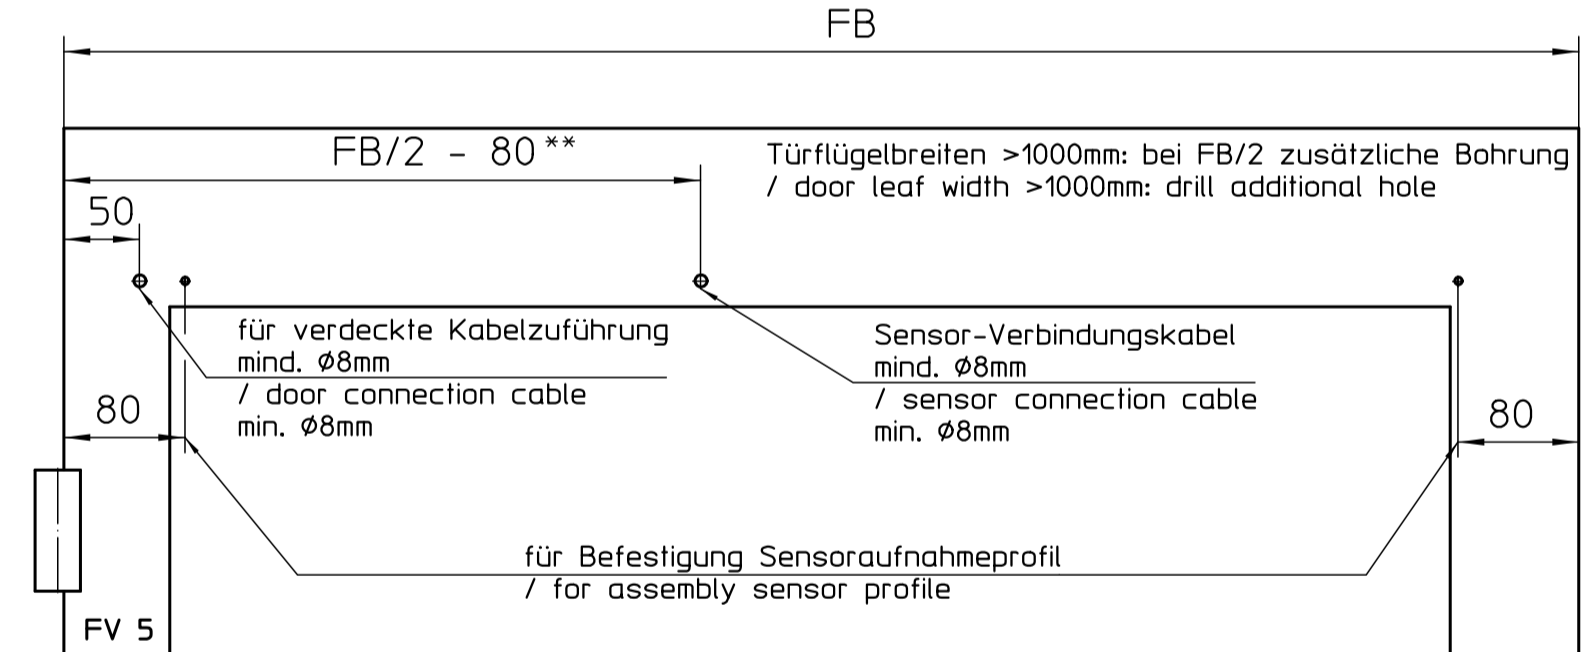 FB
FB/2 - 80**
Türflügelbreiten >1000mm: bei FB/2 zusätzliche Bohrung
/ door leaf width >1000mm: drill additional hole
50
für verdeckte Kabelzuführung
mind. Ø8mm
/ door connection cable
min. Ø8mm
Sensor-Verbindungskabel
mind. Ø8mm
/ sensor connection cable
min. Ø8mm
80
80
für Befestigung Sensoraufnahmeprofil
/ for assembly sensor profile
FV 5